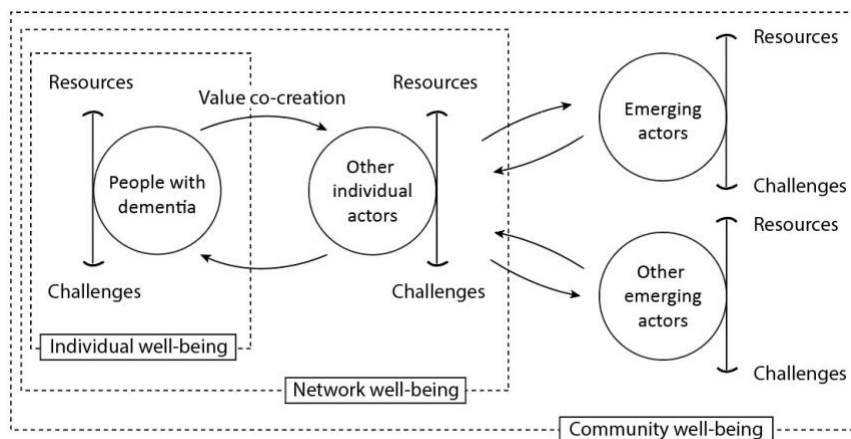 Resources
Value co-creation
People with
dementia
Challenges
Individual well-being
Resources
Other
individual
actors
Challenges
Network well-being
Resources
Emerging
actors
Challenges
Resources
Other
emerging
actors
Challenges
Community well-being